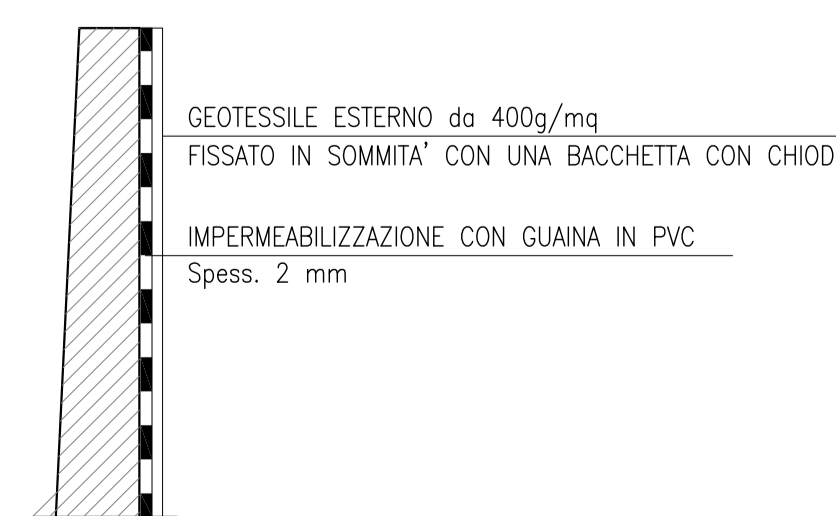 GEOTESSILE ESTERNO da 400g/mq
FISSATO IN SOMMITA' CON UNA BACCHETTA CON CHIOD
IMPERMEABILIZZAZIONE CON GUAINA IN PVC
Spess. 2 mm